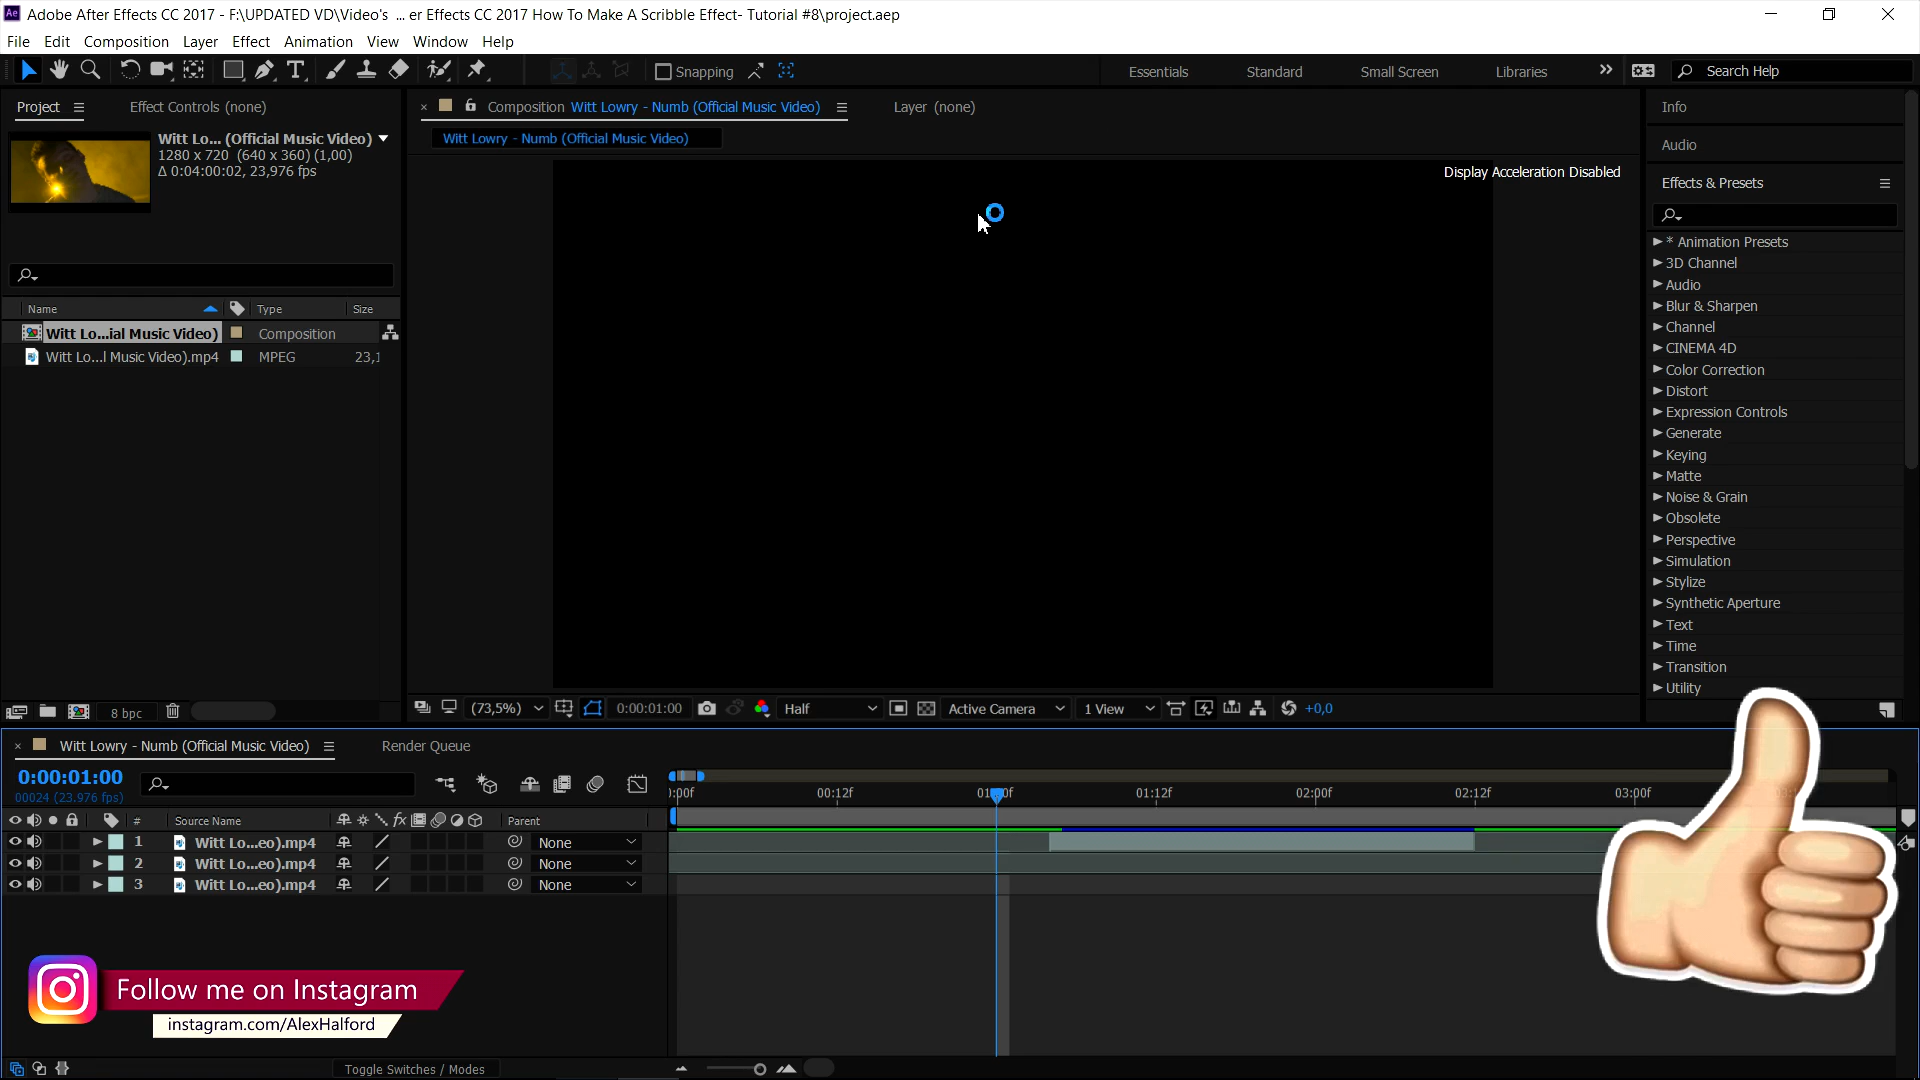 Adobe After Effects CC 2017 - F:\UPDATED VD\Video's ... er Effects CC 2017 How To Make A Scribble Effect- Tutorial #8\project.aep
File Edit Composition Layer Effect Animation View Window Help
Snapping
Essentials Standard Small Screen Libraries
Search Help
Project
Effect Controls (none)
Composition Witt Lowry - Numb (Official Music Video)
Layer (none)
Witt Lowry - Numb (Official Music Video)
Witt Lo... (Official Music Video)
1280 x 720 (640 x 360) (1,00)
Δ 0:04:00:02, 23,976 fps
Display Acceleration Disabled
Name Type Size
Witt Lo...ial Music Video) Composition
Witt Lo...l Music Video).mp4 MPEG 23,1
8 bpc
(73,5%) 0:00:01:00 Half Active Camera 1 View +0,0
Info
Audio
Effects & Presets
* Animation Presets
3D Channel
Audio
Blur & Sharpen
Channel
CINEMA 4D
Color Correction
Distort
Expression Controls
Generate
Keying
Matte
Noise & Grain
Obsolete
Perspective
Simulation
Stylize
Synthetic Aperture
Text
Time
Transition
Utility
Witt Lowry - Numb (Official Music Video)
Render Queue
0:00:01:00
00024 (23.976 fps)
00:12f 01:12f 02:00f 02:12f 03:00f
# Source Name Parent
1 Witt Lo...eo).mp4 None
2 Witt Lo...eo).mp4 None
3 Witt Lo...eo).mp4 None
Follow me on Instagram
instagram.com/AlexHalford
Toggle Switches / Modes